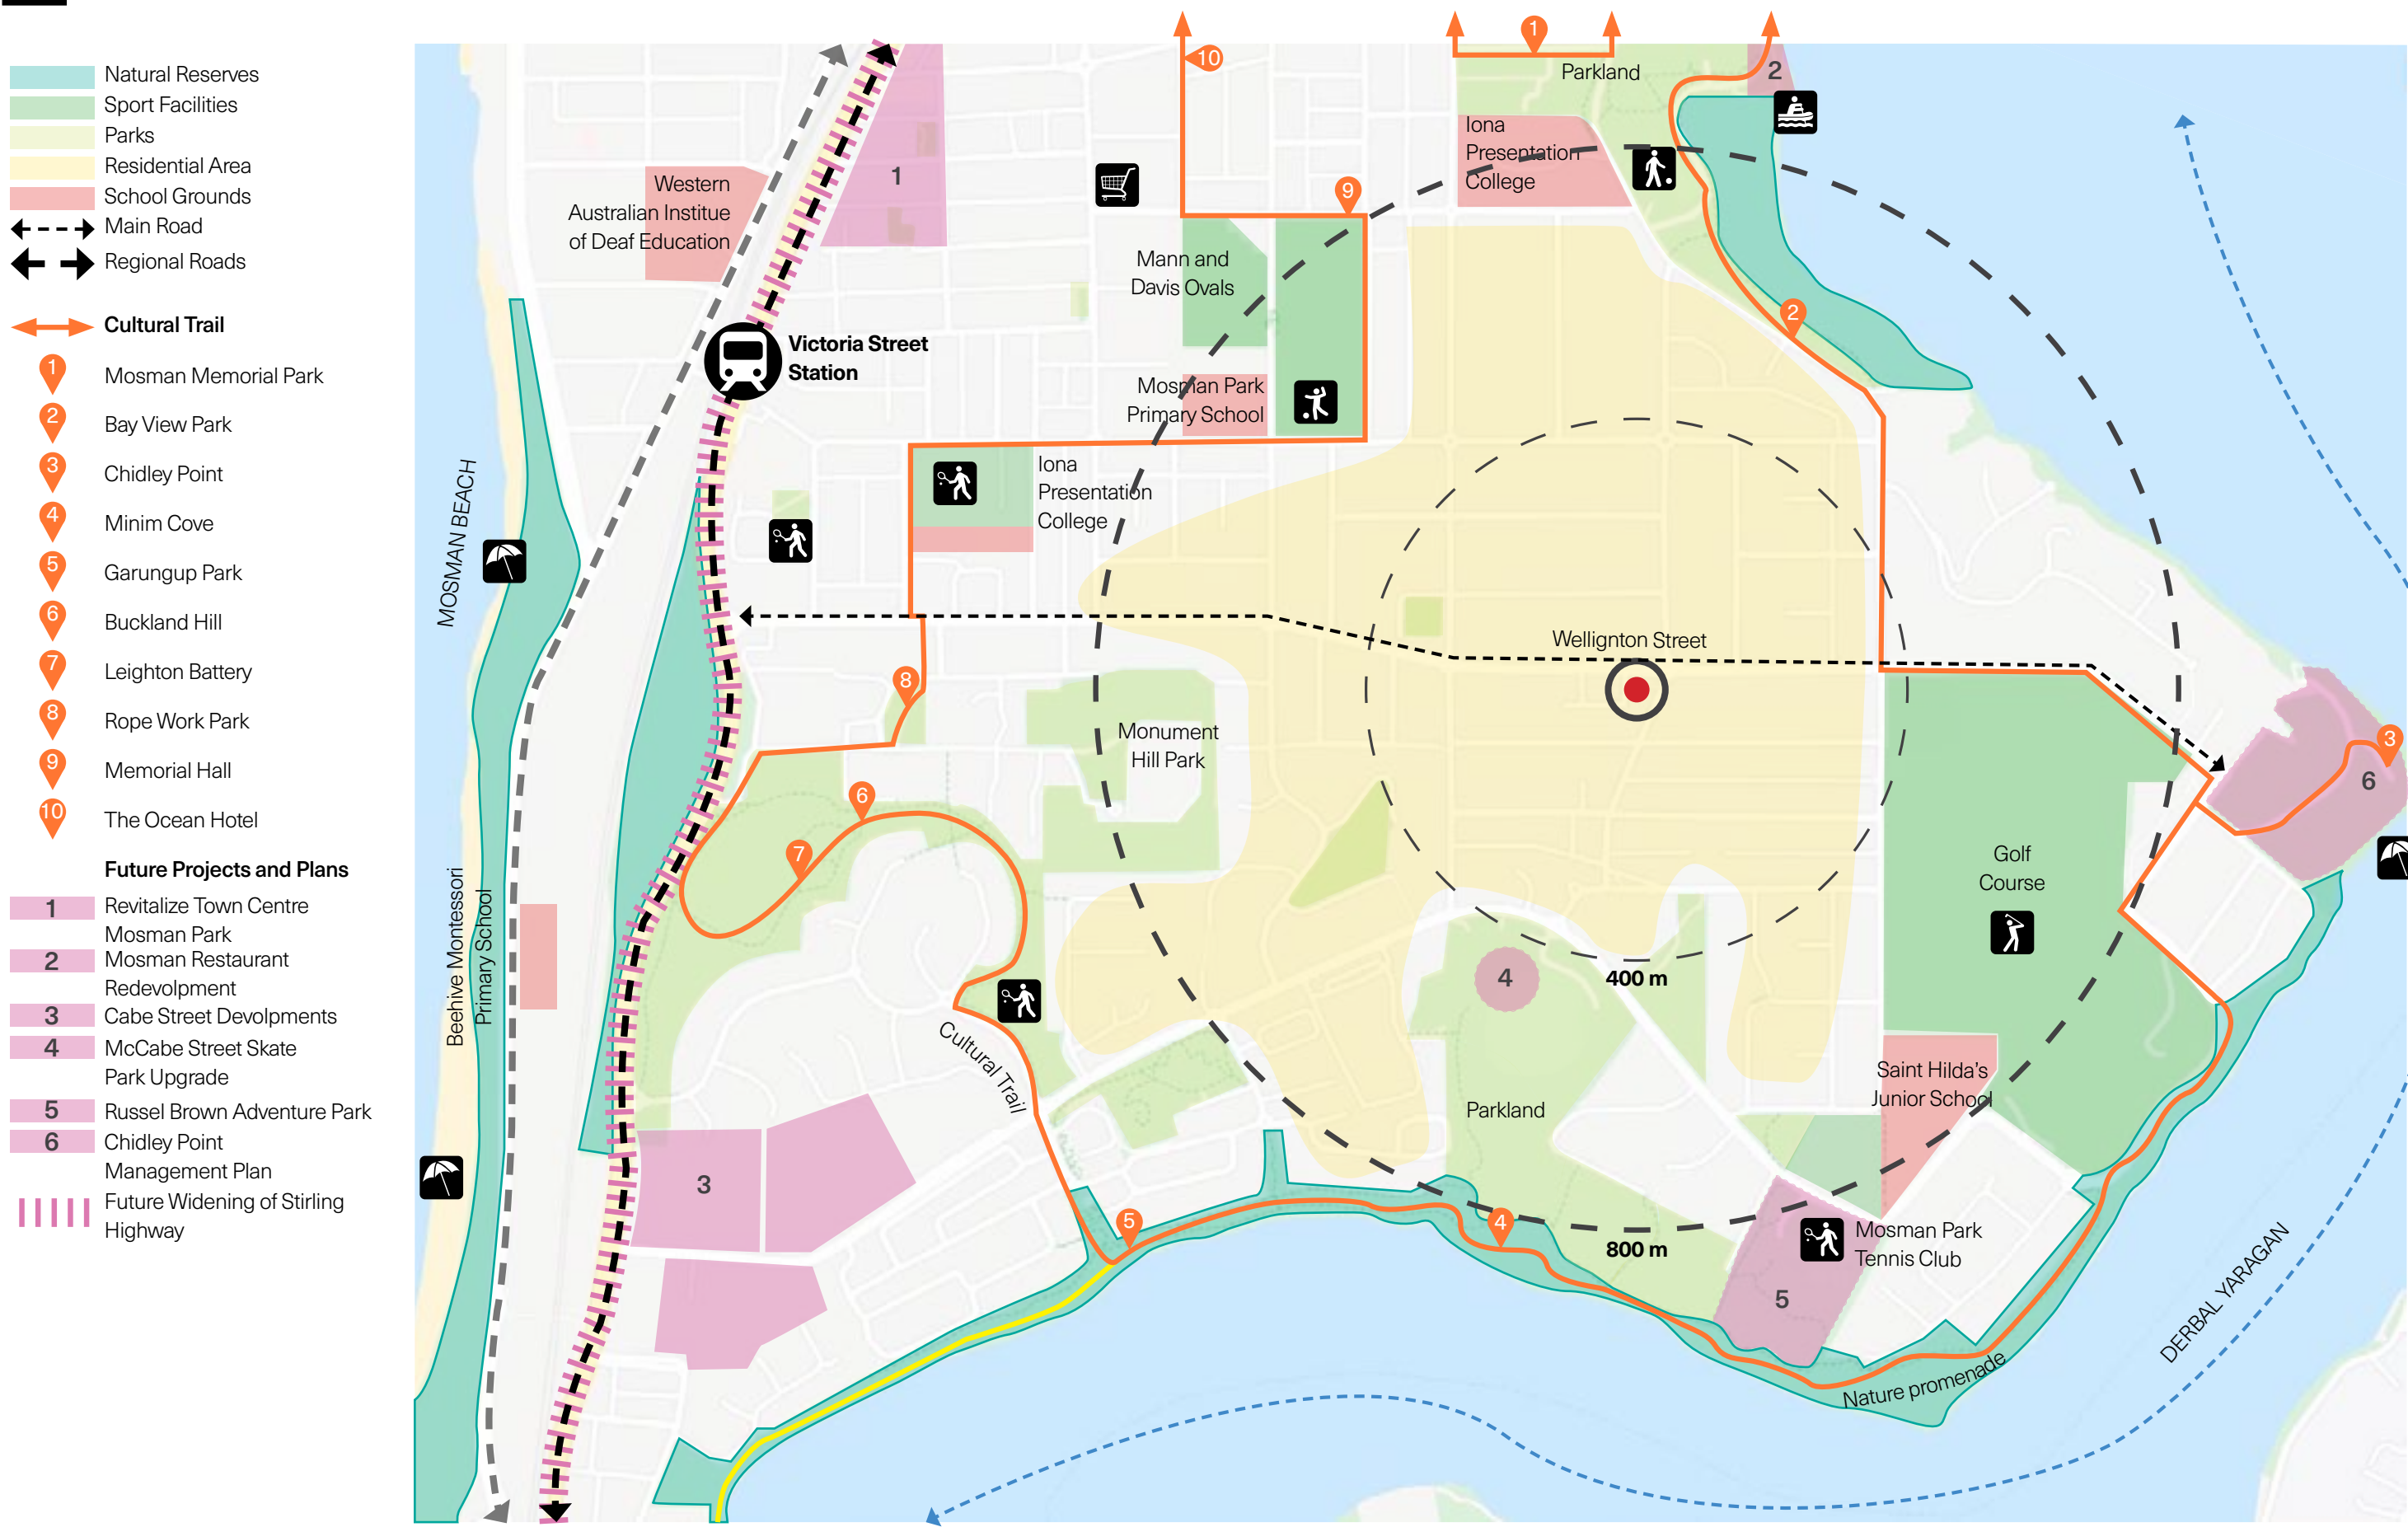 Natural Reserves
Sport Facilities
Parks
Residential Area
School Grounds
Main Road
Regional Roads
Cultural Trail
1
Mosman Memorial Park
2
Bay View Park
3
Chidley Point
4
Minim Cove
5
Garungup Park
6
Buckland Hill
7
Leighton Battery
8
Rope Work Park
9
Memorial Hall
10
The Ocean Hotel
Future Projects and Plans
1
Revitalize Town Centre
Mosman Park
2
Mosman Restaurant
Redevolpment
3
Cabe Street Devolpments
4
McCabe Street Skate
Park Upgrade
5
Russel Brown Adventure Park
6
Chidley Point
Management Plan
Future Widening of Stirling
Highway
10
1
Parkland
2
Iona
Presentation
College
1
Western
Australian Institue
of Deaf Education
9
Mann and
Davis Ovals
2
Victoria Street
Station
Mosman Park
Primary School
Iona
Presentation
College
MOSMAN BEACH
Wellignton Street
8
Monument
Hill Park
3
6
6
7
Golf
Course
Beehive Montessori
Primary School
4
400 m
Cultural Trail
Saint Hilda's
Junior School
Parkland
3
5
4
800 m
Mosman Park
Tennis Club
5
DERBAL YARAGAN
Nature promenade